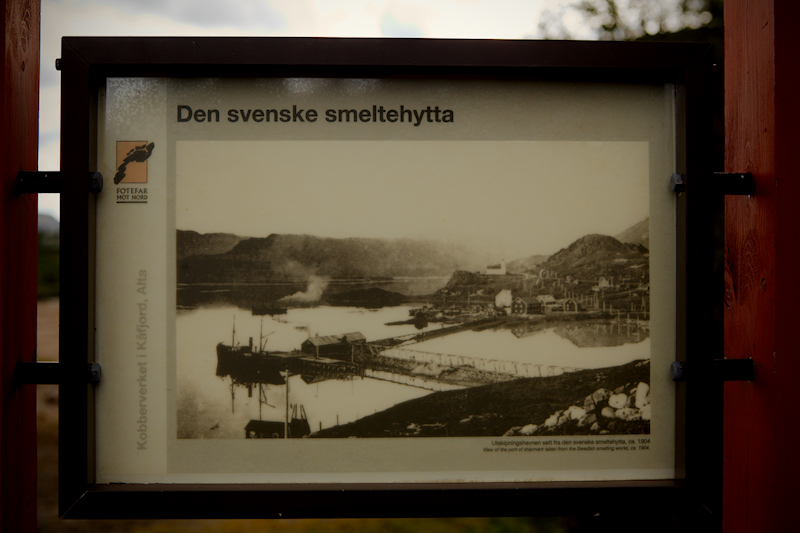 Den svenske smeltehytta
FOTEFAR
MOT NORD
Kobberverket i Kåfjord, Alta
Utskipningshavnen sett fra den svenske smeltehytta, ca. 1904
View of the port of shipment taken from the Swedish smelting works, ca. 1904.